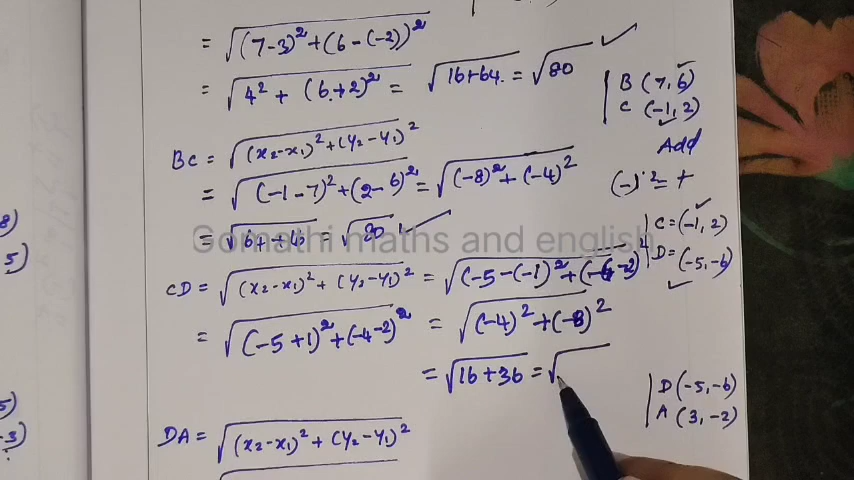 = √(7-3)² + (6-(-2))²
= √4² + (6+2)² = √16+64 = √80
B (7, 6)
C (-1, 2)
BC = √(x₂-x₁)² + (y₂-y₁)²
Add
= √(-1-7)² + (2-6)² = √(-8)² + (-4)²
(-)² = +
= √64+16 = √80
Gomathi maths and english
C = (-1, 2)
D = (-5, -6)
CD = √(x₂-x₁)² + (y₂-y₁)² = √(-5-(-1))² + (-6-2)²
= √(-5+1)² + (-4-2)² = √(-4)² + (-8)²
= √16+36 = √
D (-5, -6)
A (3, -2)
DA = √(x₂-x₁)² + (y₂-y₁)²
8)
5)
5)
-3)